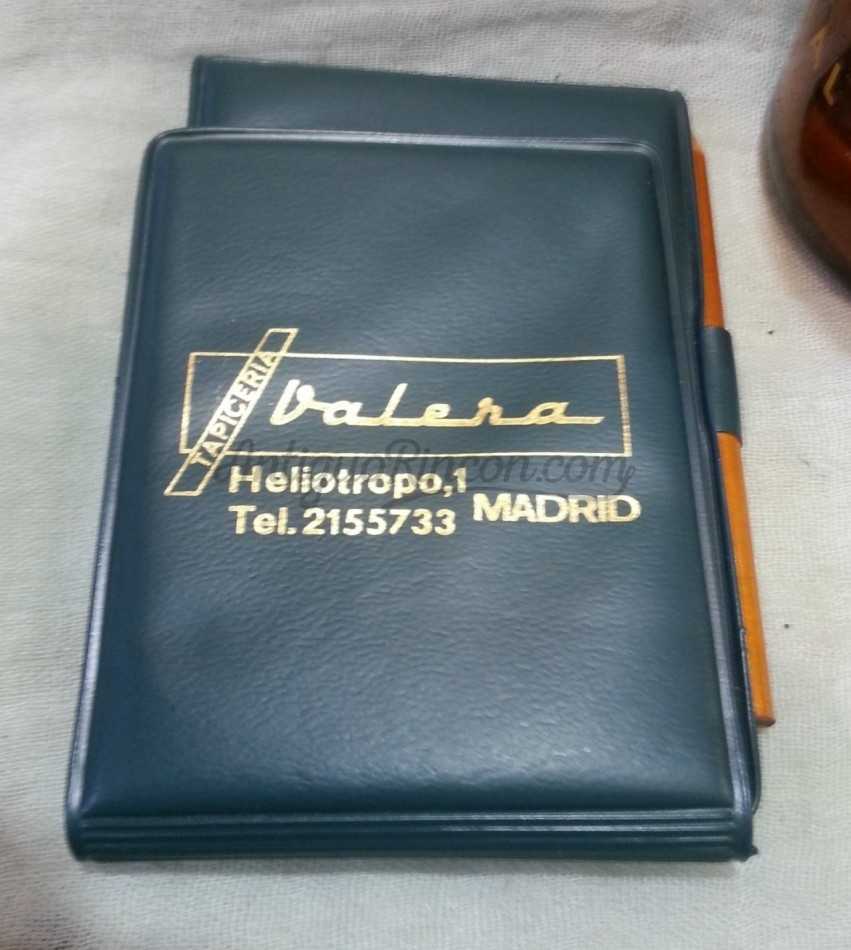 TAPICERIA
Valera
AntiguoRincon.com
Heliotropo,1
Tel. 2155733 MADRID
A
L